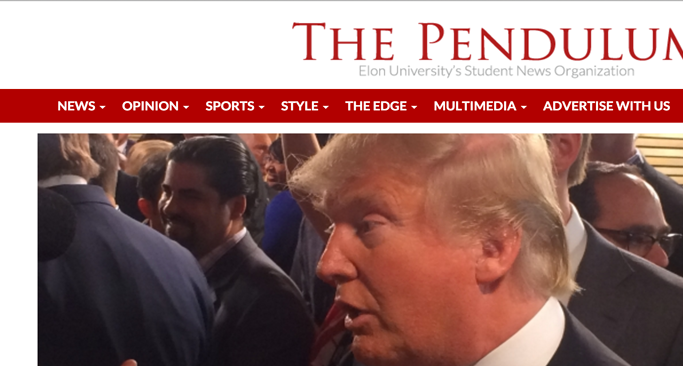 THE PENDULUM
Elon University's Student News Organization
NEWS OPINION SPORTS STYLE THE EDGE MULTIMEDIA ADVERTISE WITH US